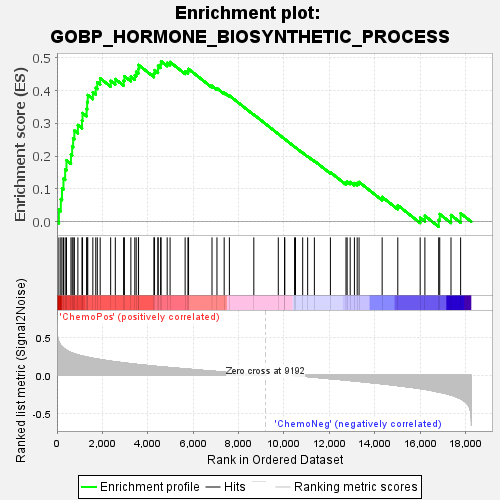 Enrichment plot:
GOBP_HORMONE_BIOSYNTHETIC_PROCESS
Enrichment score (ES)
0.5
0.4
0.3
0.2
0.1
0.0
'ChemoPos' (positively correlated)
Ranked list metric (Signal2Noise)
0.5
0.0
-0.5
Zero cross at 9192
'ChemoNeg' (negatively correlated)
0 2,000 4,000 6,000 8,000 10,000 12,000 14,000 16,000 18,000
Rank in Ordered Dataset
Enrichment profile Hits Ranking metric scores